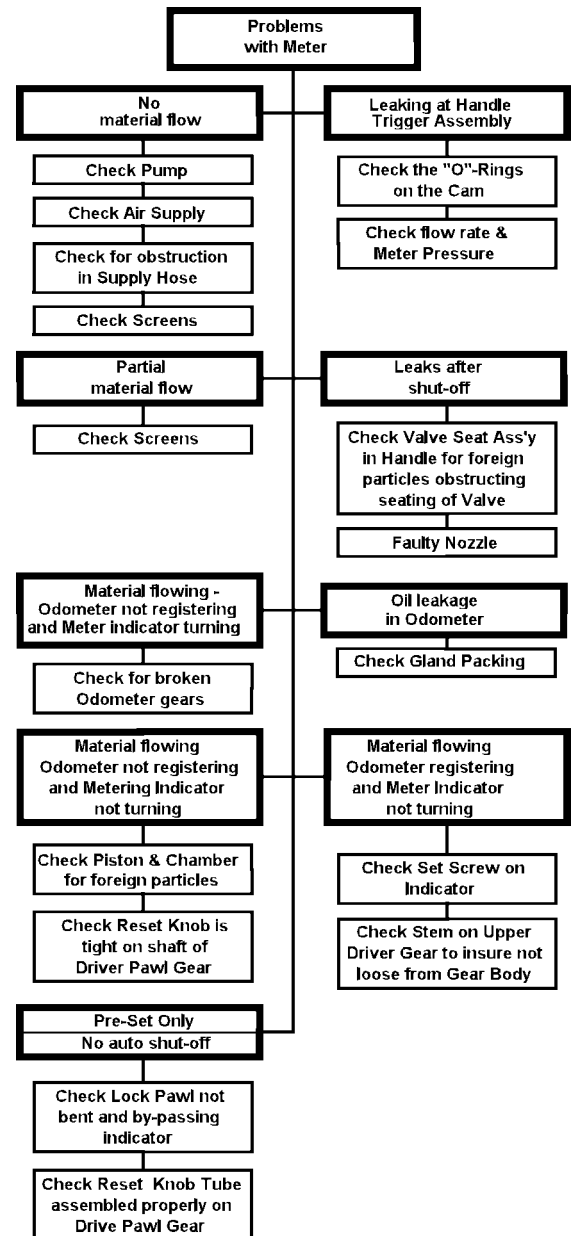 Problems
with Meter
No
material flow
Check Pump
Check Air Supply
Check for obstruction
in Supply Hose
Check Screens
Leaking at Handle
Trigger Assembly
Check the "O"-Rings
on the Cam
Check flow rate &
Meter Pressure
Partial
material flow
Check Screens
Leaks after
shut-off
Check Valve Seat Ass'y
in Handle for foreign
particles obstructing
seating of Valve
Faulty Nozzle
Material flowing -
Odometer not registering
and Meter indicator turning
Check for broken
Odometer gears
Oil leakage
in Odometer
Check Gland Packing
Material flowing
Odometer not registering
and Metering Indicator
not turning
Check Piston & Chamber
for foreign particles
Check Reset Knob is
tight on shaft of
Driver Pawl Gear
Material flowing
Odometer registering
and Meter Indicator
not turning
Check Set Screw on
Indicator
Check Stem on Upper
Driver Gear to insure not
loose from Gear Body
Pre-Set Only
No auto shut-off
Check Lock Pawl not
bent and by-passing
indicator
Check Reset Knob Tube
assembled properly on
Drive Pawl Gear